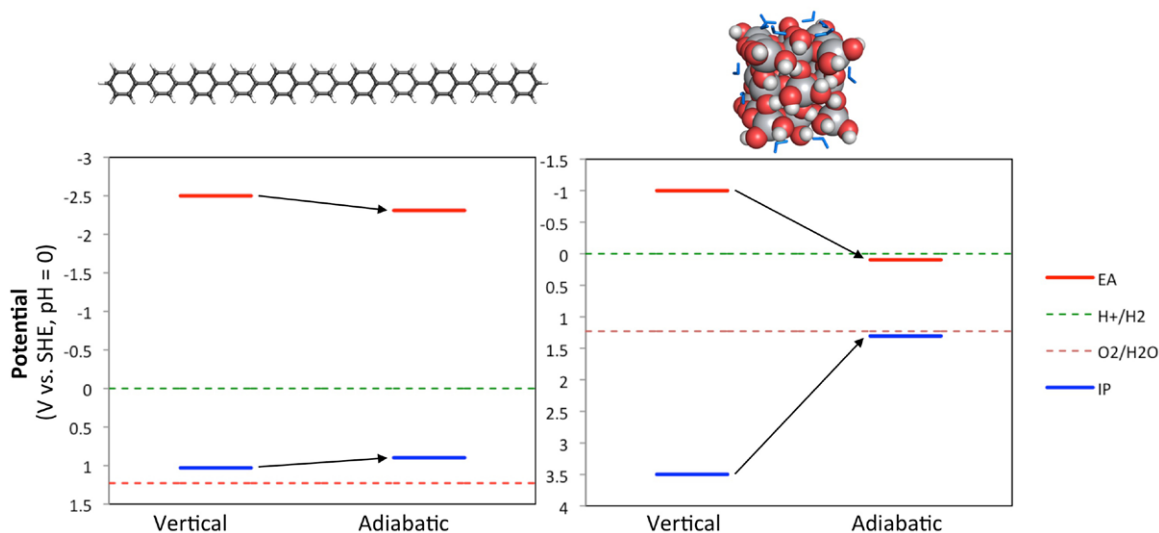 Potential
(V vs. SHE, pH = 0)
-3
-2.5
-2
-1.5
-1
-0.5
0
0.5
1
1.5
Vertical
Adiabatic
-1.5
-1
-0.5
0
0.5
1
1.5
2
2.5
3
3.5
4
Vertical
Adiabatic
EA
H+/H2
O2/H2O
IP